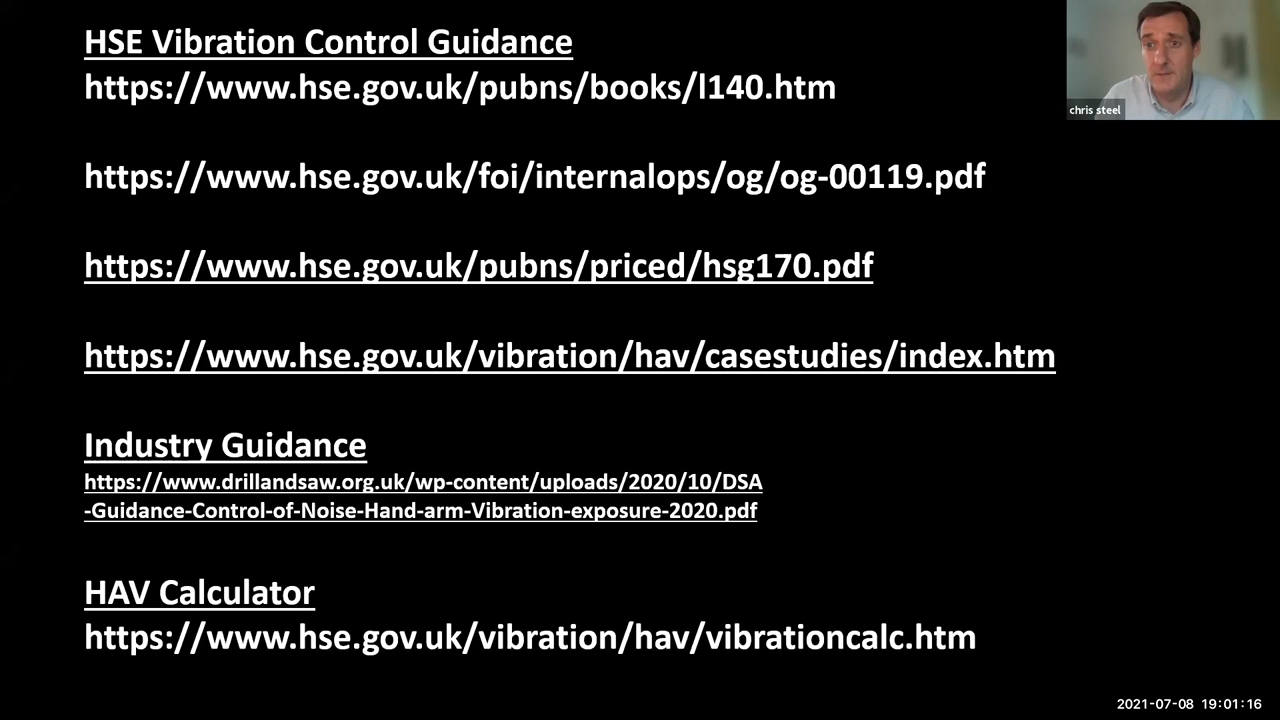 HSE Vibration Control Guidance
https://www.hse.gov.uk/pubns/books/l140.htm
https://www.hse.gov.uk/foi/internalops/og/og-00119.pdf
https://www.hse.gov.uk/pubns/priced/hsg170.pdf
https://www.hse.gov.uk/vibration/hav/casestudies/index.htm
Industry Guidance
https://www.drillandsaw.org.uk/wp-content/uploads/2020/10/DSA
-Guidance-Control-of-Noise-Hand-arm-Vibration-exposure-2020.pdf
HAV Calculator
https://www.hse.gov.uk/vibration/hav/vibrationcalc.htm
chris steel
2021-07-08 19:01:16